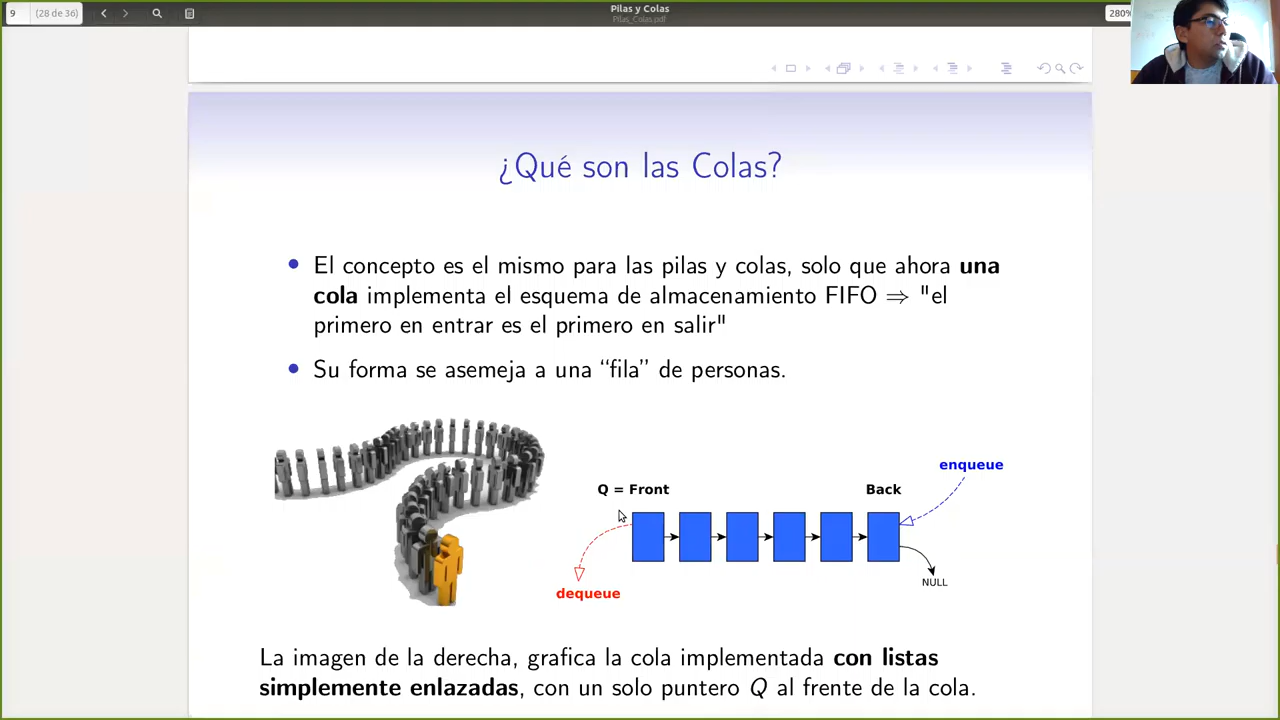 9 (28 de 36)
Pilas y Colas
Pilas_Colas.pdf
280%
¿Qué son las Colas?
El concepto es el mismo para las pilas y colas, solo que ahora una
cola implementa el esquema de almacenamiento FIFO ⇒ "el
primero en entrar es el primero en salir"
Su forma se asemeja a una “fila” de personas.
enqueue
Q = Front
Back
NULL
dequeue
La imagen de la derecha, grafica la cola implementada con listas
simplemente enlazadas, con un solo puntero Q al frente de la cola.